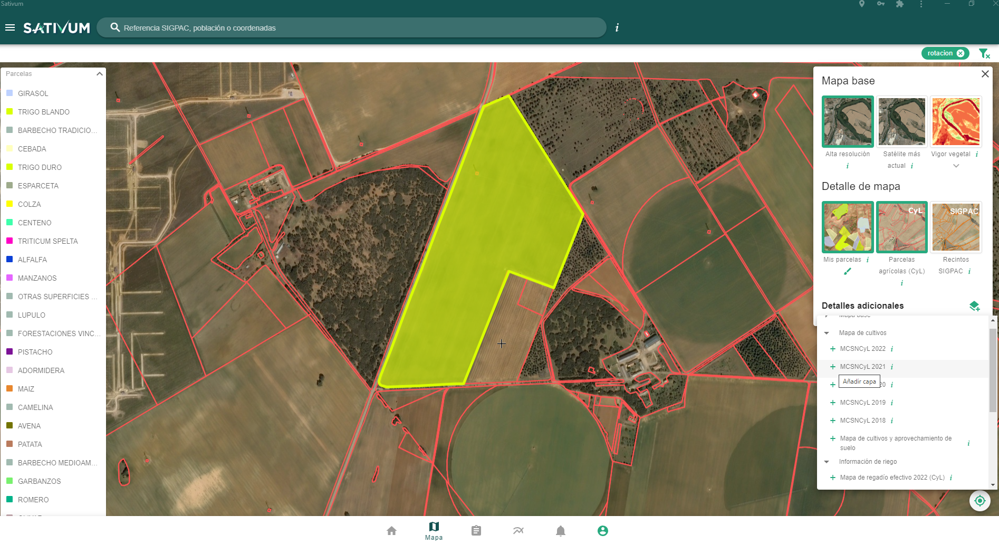 Sativum
SATIVUM
Referencia SIGPAC, población o coordenadas
i
rotacion
Parcelas
GIRASOL
TRIGO BLANDO
BARBECHO TRADICIO...
CEBADA
TRIGO DURO
ESPARCETA
COLZA
CENTENO
TRITICUM SPELTA
ALFALFA
MANZANOS
OTRAS SUPERFICIES ...
LUPULO
FORESTACIONES VINC...
PISTACHO
ADORMIDERA
MAIZ
CAMELINA
AVENA
PATATA
BARBECHO MEDIOAM...
GARBANZOS
ROMERO
Mapa base
Alta resolución
i
Satélite más
actual i
Vigor vegetal i
Detalle de mapa
CyL
SIGPAC
Mis parcelas i
Parcelas
agrícolas (CyL)
i
Recintos
SIGPAC i
Detalles adicionales
Mapa base
Mapa de cultivos
+ MCSNCyL 2022 i
+ MCSNCyL 2021 i
Añadir capa
+ 20 i
+ MCSNCyL 2019 i
+ MCSNCyL 2018 i
+ Mapa de cultivos y aprovechamiento de
suelo i
Información de riego
+ Mapa de regadío efectivo 2022 (CyL) i
Mapa